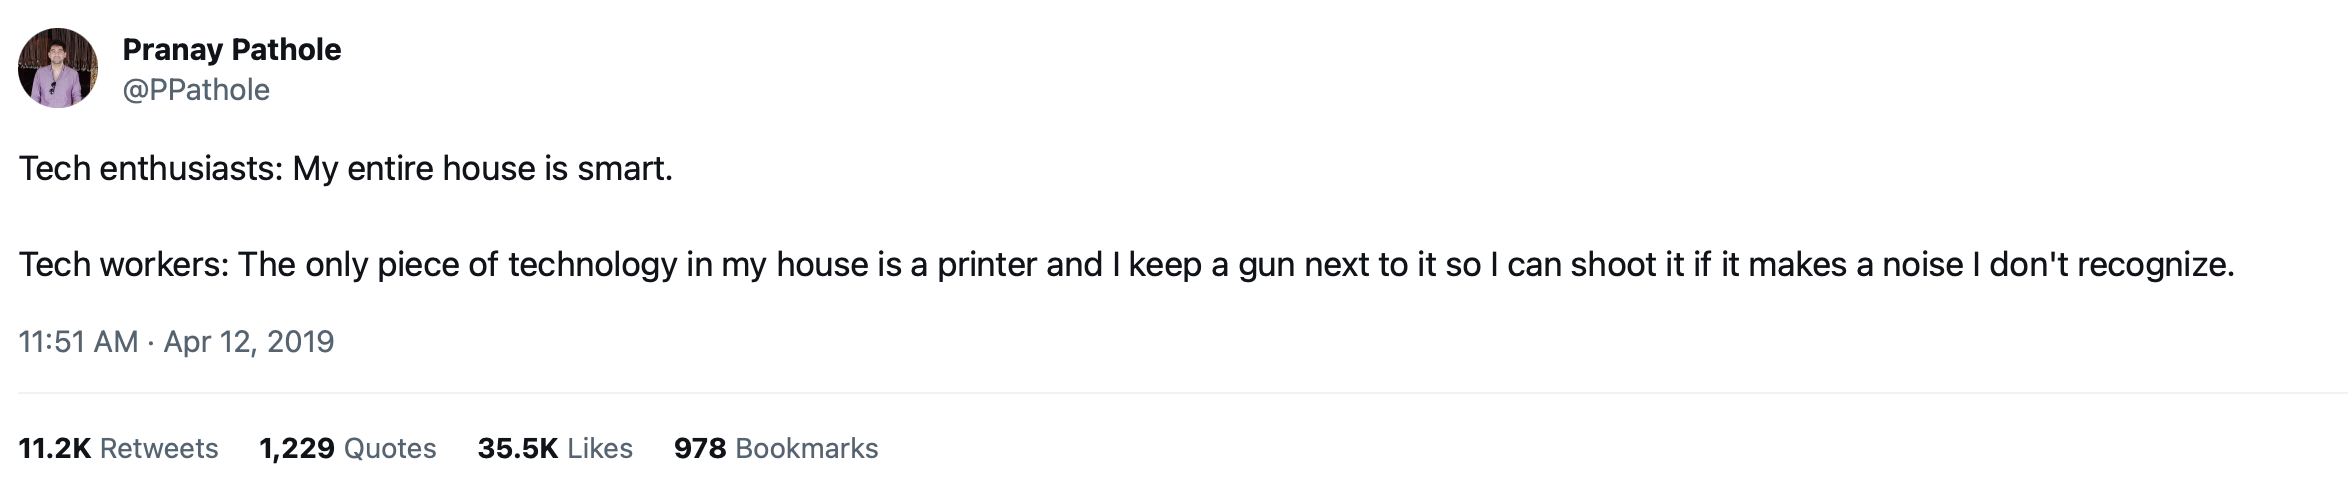 Pranay Pathole
@PPathole
Tech enthusiasts: My entire house is smart.
Tech workers: The only piece of technology in my house is a printer and I keep a gun next to it so I can shoot it if it makes a noise I don't recognize.
11:51 AM · Apr 12, 2019
11.2K Retweets 1,229 Quotes 35.5K Likes 978 Bookmarks